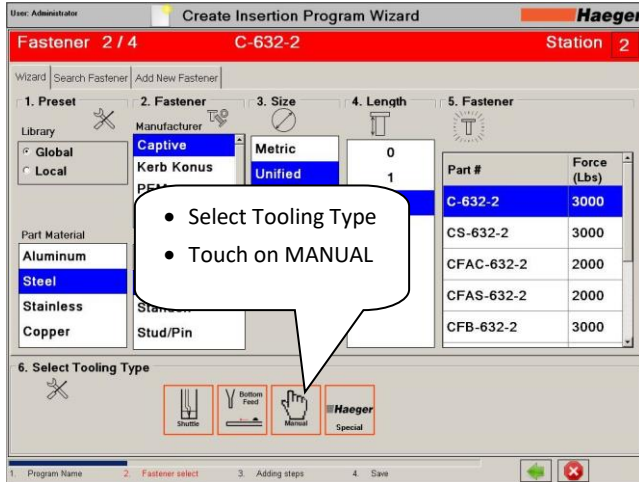 User: Administrator
Create Insertion Program Wizard
Haeger
Fastener 2/4
C-632-2
Station 2
Wizard
Search Fastener
Add New Fastener
1. Preset
Library
Global
Local
Part Material
Aluminum
Steel
Stainless
Copper
2. Fastener
Manufacturer
Captive
Kerb Konus
Stud/Pin
3. Size
Metric
Unified
4. Length
0
1
5. Fastener
Part #
Force
(Lbs)
C-632-2 3000
CS-632-2 3000
CFAC-632-2 2000
CFAS-632-2 2000
CFB-632-2 3000
• Select Tooling Type
• Touch on MANUAL
6. Select Tooling Type
Shuttle
Bottom
Feed
Manual
Haeger
Special
1. Program Name
2. Fastener select
3. Adding steps
4. Save